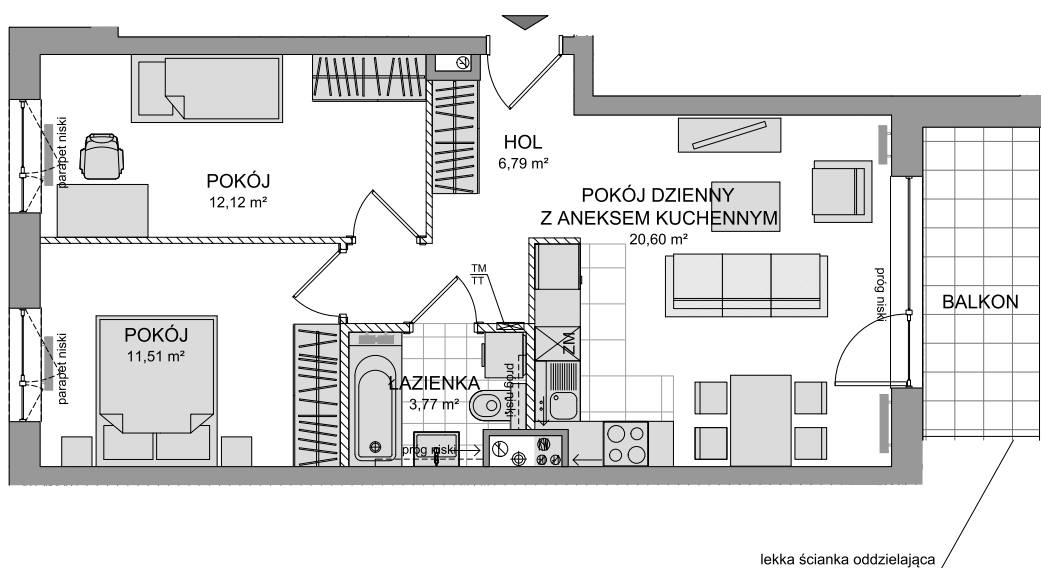 HOL
6,79 m²
parapet niski
POKÓJ
12,12 m²
POKÓJ DZIENNY
Z ANEKSEM KUCHENNYM
20,60 m²
TM
TT
próg niski
BALKON
parapet niski
POKÓJ
11,51 m²
ZM
ŁAZIENKA
3,77 m²
próg niski
próg niski
lekka ścianka oddzielająca